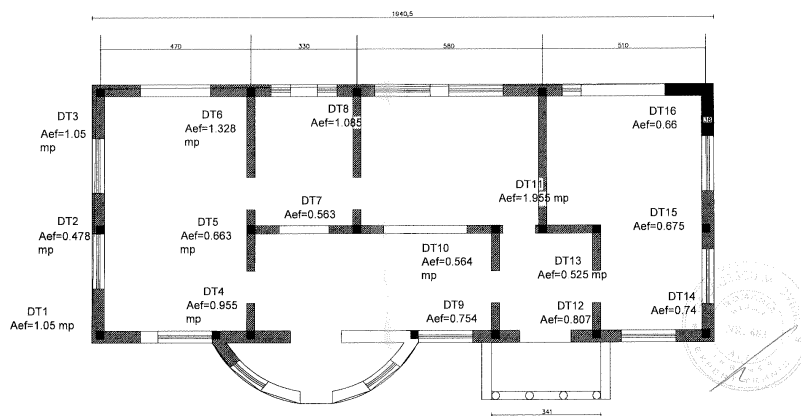 1940,5
470
330
580
510
DT3
Aef=1.05
mp
DT6
Aef=1.328
mp
DT8
Aef=1.085
DT16
Aef=0.66
DT2
Aef=0.478
mp
DT5
Aef=0.663
mp
DT7
Aef=0.563
DT11
Aef=1.955 mp
DT15
Aef=0.675
DT10
Aef=0.564
mp
DT13
Aef=0.525 mp
DT1
Aef=1.05 mp
DT4
Aef=0.955
mp
DT9
Aef=0.754
DT12
Aef=0.807
DT14
Aef=0.74
341